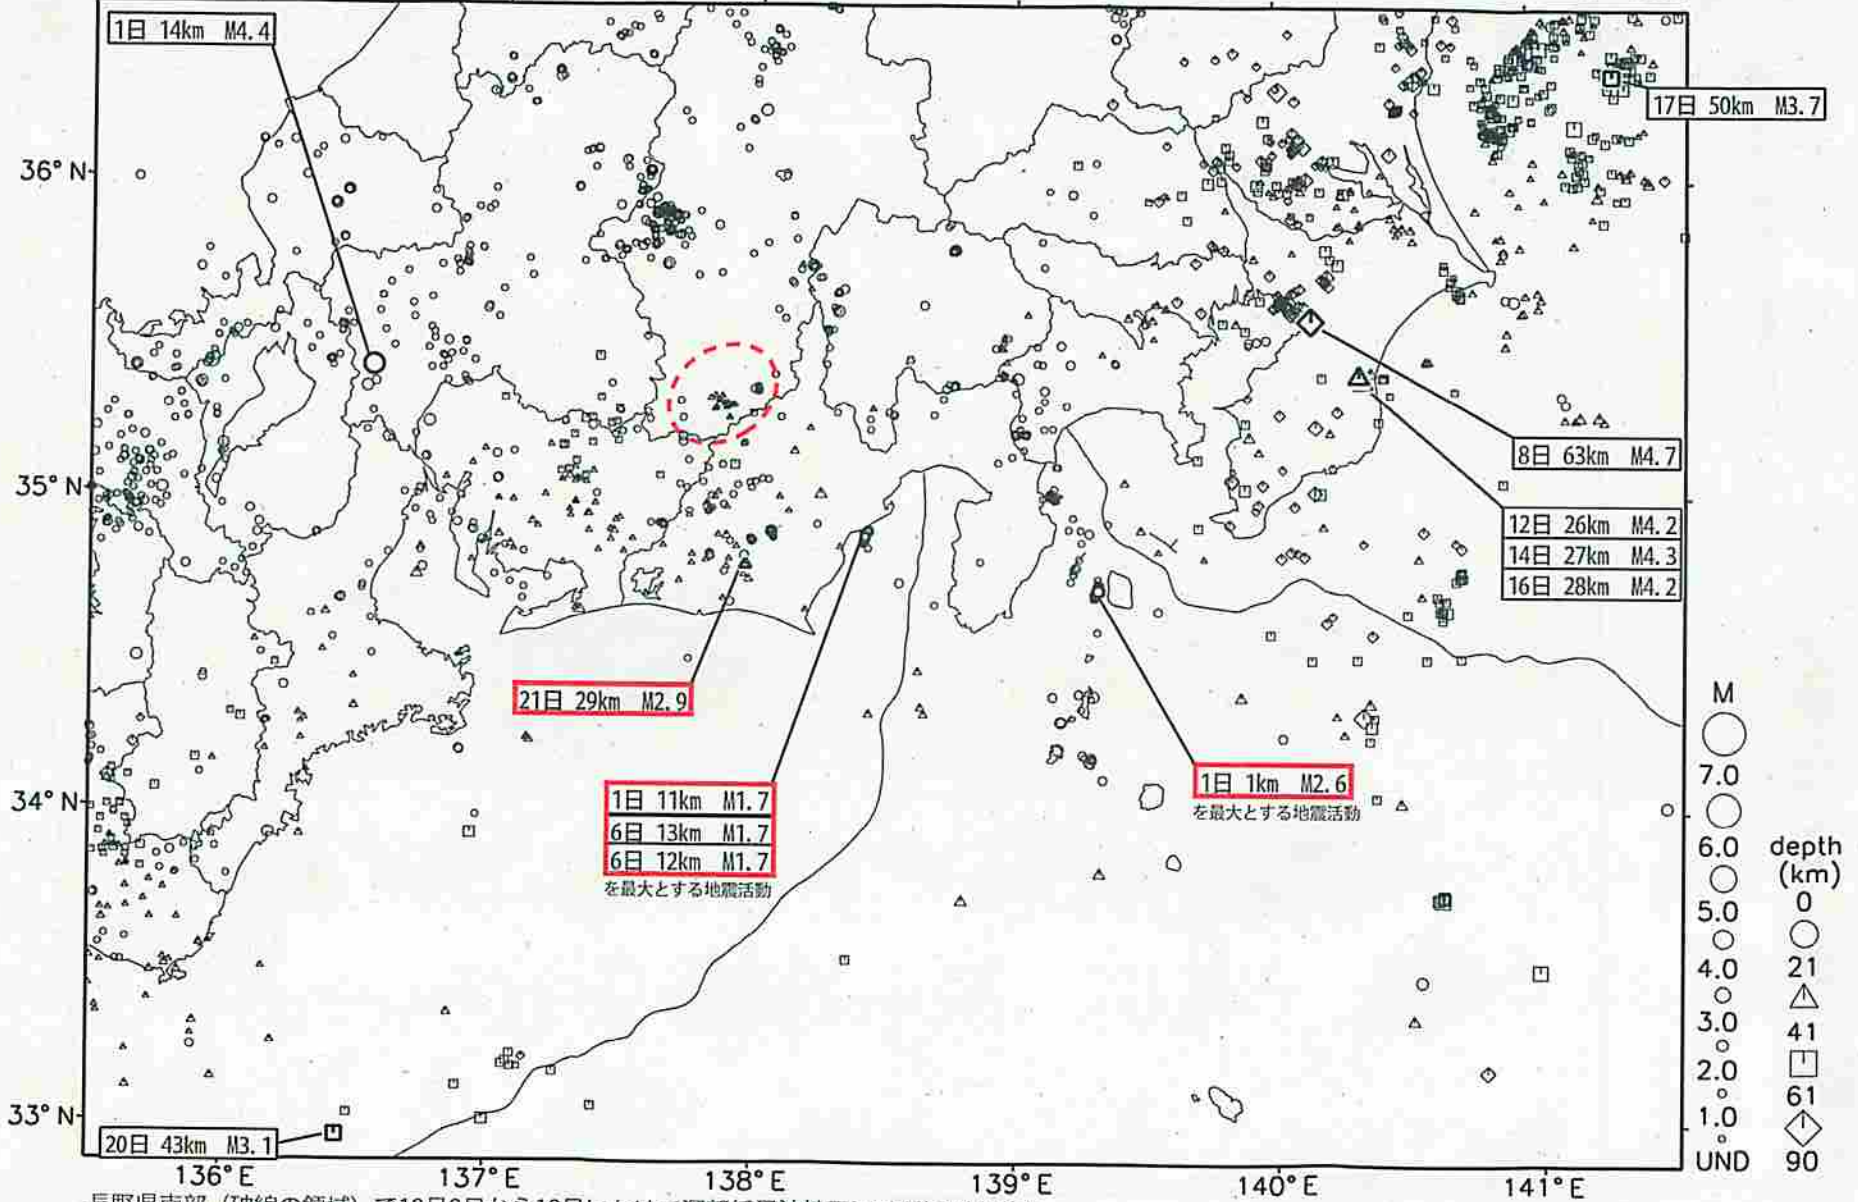 1日 14km M4.4
17日 50km M3.7
36°N
35°N
34°N
33°N
8日 63km M4.7
12日 26km M4.2
14日 27km M4.3
16日 28km M4.2
21日 29km M2.9
1日 11km M1.7
6日 13km M1.7
6日 12km M1.7
を最大とする地震活動
1日 1km M2.6
を最大とする地震活動
20日 43km M3.1
M
7.0
6.0
5.0
4.0
3.0
2.0
1.0
UND
depth
(km)
0
21
41
61
90
136°E
137°E
138°E
139°E
140°E
141°E